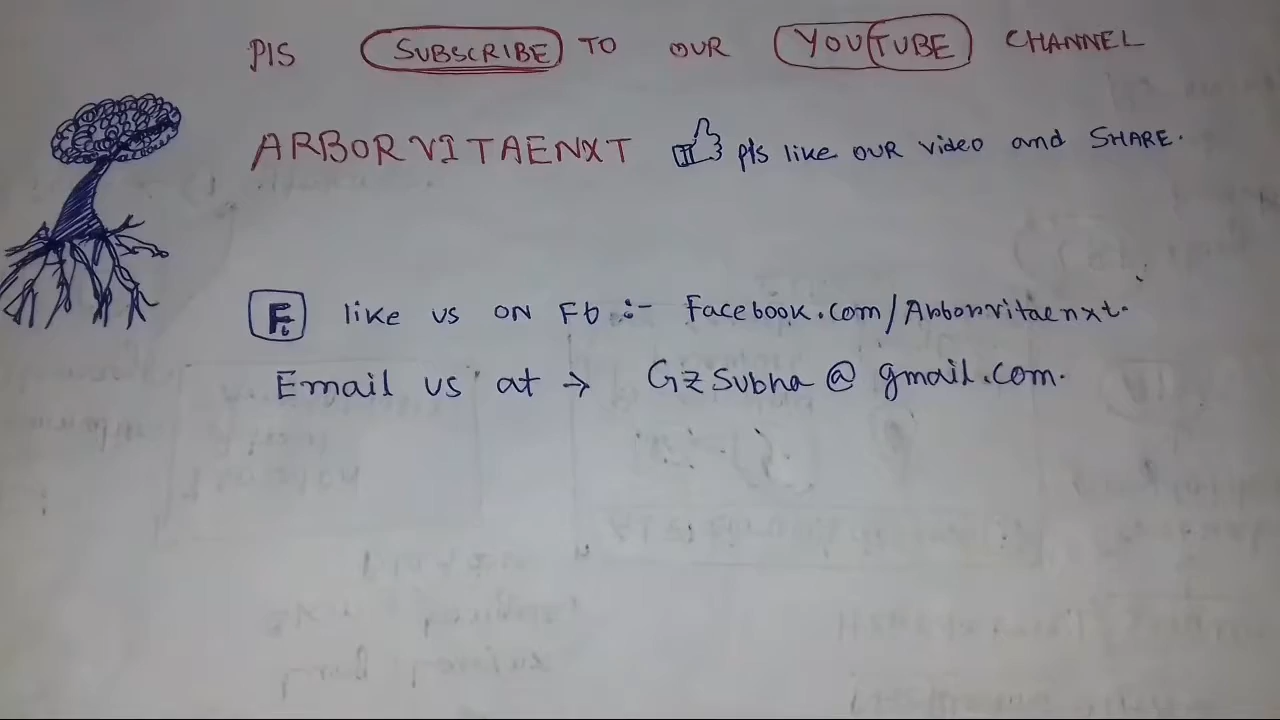 Pls SUBSCRIBE TO OUR YOUTUBE CHANNEL
ARBORVITAENXT pls like OUR video and SHARE.
Fb like us ON Fb :- Facebook.com/Arborvitaenxt.
Email us at → GzSubha@gmail.com.